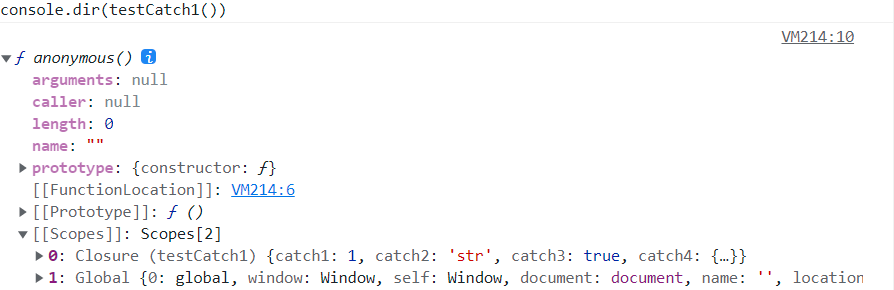 console.dir(testCatch1())
VM214:10
▼ƒ anonymous() i
arguments: null
caller: null
length: 0
name: ""
▶prototype: {constructor: ƒ}
[[FunctionLocation]]: VM214:6
▶[[Prototype]]: ƒ ()
▼[[Scopes]]: Scopes[2]
▶0: Closure (testCatch1) {catch1: 1, catch2: 'str', catch3: true, catch4: {…}}
▶1: Global {0: global, window: Window, self: Window, document: document, name: '', location